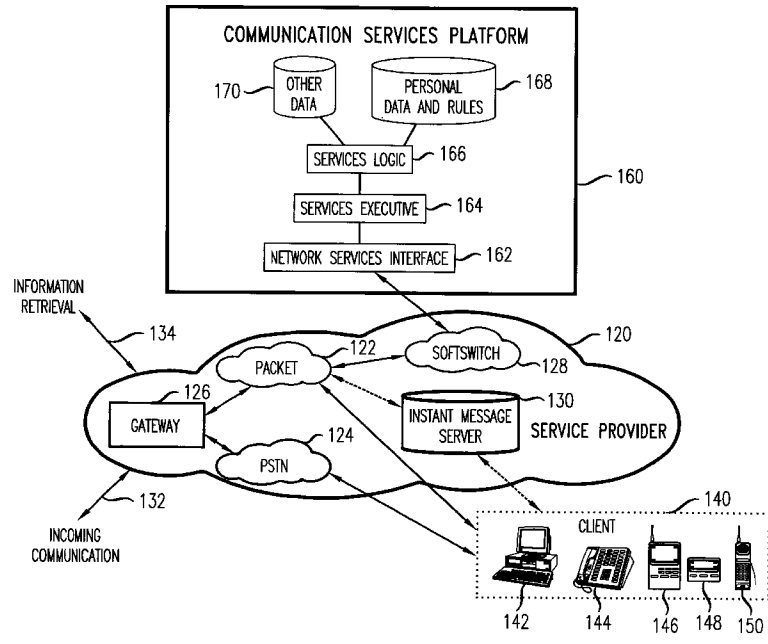 COMMUNICATION SERVICES PLATFORM
170
OTHER
DATA
PERSONAL
DATA AND RULES
168
SERVICES LOGIC
166
160
SERVICES EXECUTIVE
164
NETWORK SERVICES INTERFACE
162
INFORMATION
RETRIEVAL
134
120
122
PACKET
SOFTSWITCH
128
126
GATEWAY
130
INSTANT MESSAGE
SERVER
SERVICE PROVIDER
124
PSTN
132
INCOMING
COMMUNICATION
140
CLIENT
142
144
146
148
150